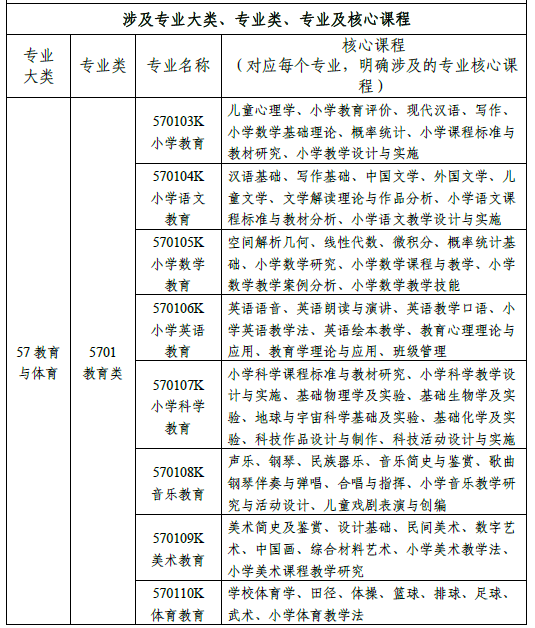 涉及专业大类、专业类、专业及核心课程
专业
大类
专业类
专业名称
核心课程
（对应每个专业，明确涉及的专业核心课
程）
57 教育
与体育
5701
教育类
570103K
小学教育
儿童心理学、小学教育评价、现代汉语、写作、
小学数学基础理论、概率统计、小学课程标准与
教材研究、小学教学设计与实施
570104K
小学语文
教育
汉语基础、写作基础、中国文学、外国文学、儿
童文学、文学解读理论与作品分析、小学语文课
程标准与教材分析、小学语文教学设计与实施
570105K
小学数学
教育
空间解析几何、线性代数、微积分、概率统计基
础、小学数学研究、小学数学课程与教学、小学
数学教学案例分析、小学数学教学技能
570106K
小学英语
教育
英语语音、英语朗读与演讲、英语教学口语、小
学英语教学法、英语绘本教学、教育心理理论与
应用、教育学理论与应用、班级管理
570107K
小学科学
教育
小学科学课程标准与教材研究、小学科学教学设
计与实施、基础物理学及实验、基础生物学及实
验、地球与宇宙科学基础及实验、基础化学及实
验、科技作品设计与制作、科技活动设计与实施
570108K
音乐教育
声乐、钢琴、民族器乐、音乐简史与鉴赏、歌曲
钢琴伴奏与弹唱、合唱与指挥、小学音乐教学研
究与活动设计、儿童戏剧表演与创编
570109K
美术教育
美术简史及鉴赏、设计基础、民间美术、数字艺
术、中国画、综合材料艺术、小学美术教学法、
小学美术课程教学研究
570110K
体育教育
学校体育学、田径、体操、篮球、排球、足球、
武术、小学体育教学法